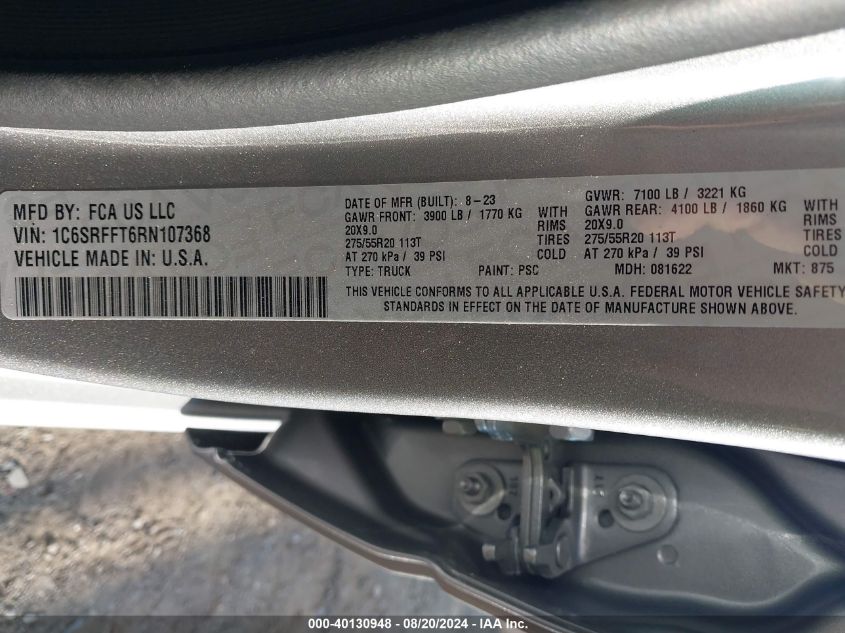 MFD BY: FCA US LLC
VIN: 1C6SRFFT6RN107368
VEHICLE MADE IN: U.S.A.
DATE OF MFR (BUILT): 8-23
GAWR FRONT: 3900 LB / 1770 KG WITH
20X9.0 RIMS
275/55R20 113T TIRES
AT 270 kPa / 39 PSI COLD
TYPE: TRUCK PAINT: PSC
GVWR: 7100 LB / 3221 KG
GAWR REAR: 4100 LB / 1860 KG WITH
20X9.0 RIMS
275/55R20 113T TIRES
AT 270 kPa / 39 PSI COLD
MDH: 081622 MKT: 875
THIS VEHICLE CONFORMS TO ALL APPLICABLE U.S.A. FEDERAL MOTOR VEHICLE SAFETY
STANDARDS IN EFFECT ON THE DATE OF MANUFACTURE SHOWN ABOVE.
000-40130948 - 08/20/2024 - IAA Inc.